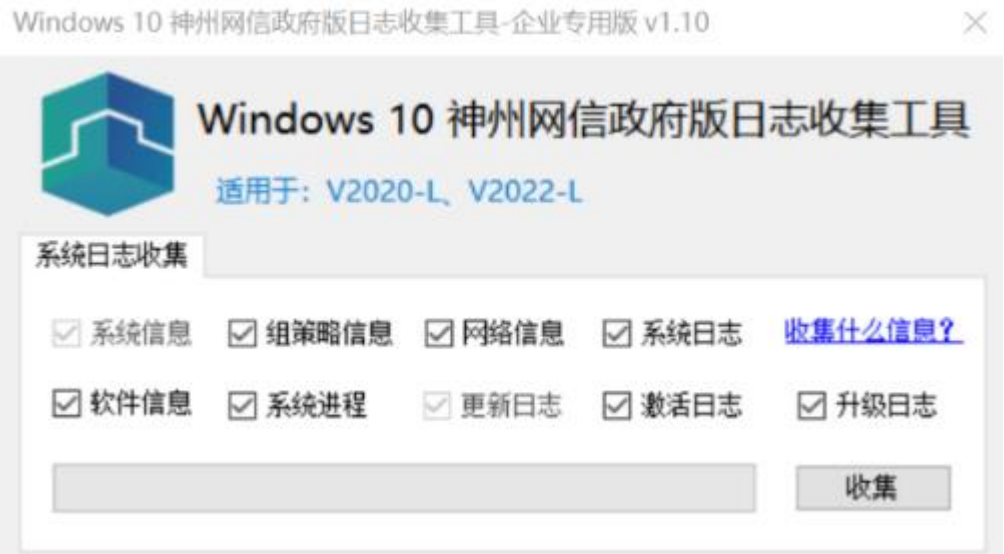 Windows 10 神州网信政府版日志收集工具-企业专用版 v1.10
Windows 10 神州网信政府版日志收集工具
适用于：V2020-L、V2022-L
系统日志收集
系统信息 组策略信息 网络信息 系统日志 收集什么信息？
软件信息 系统进程 更新日志 激活日志 升级日志
收集